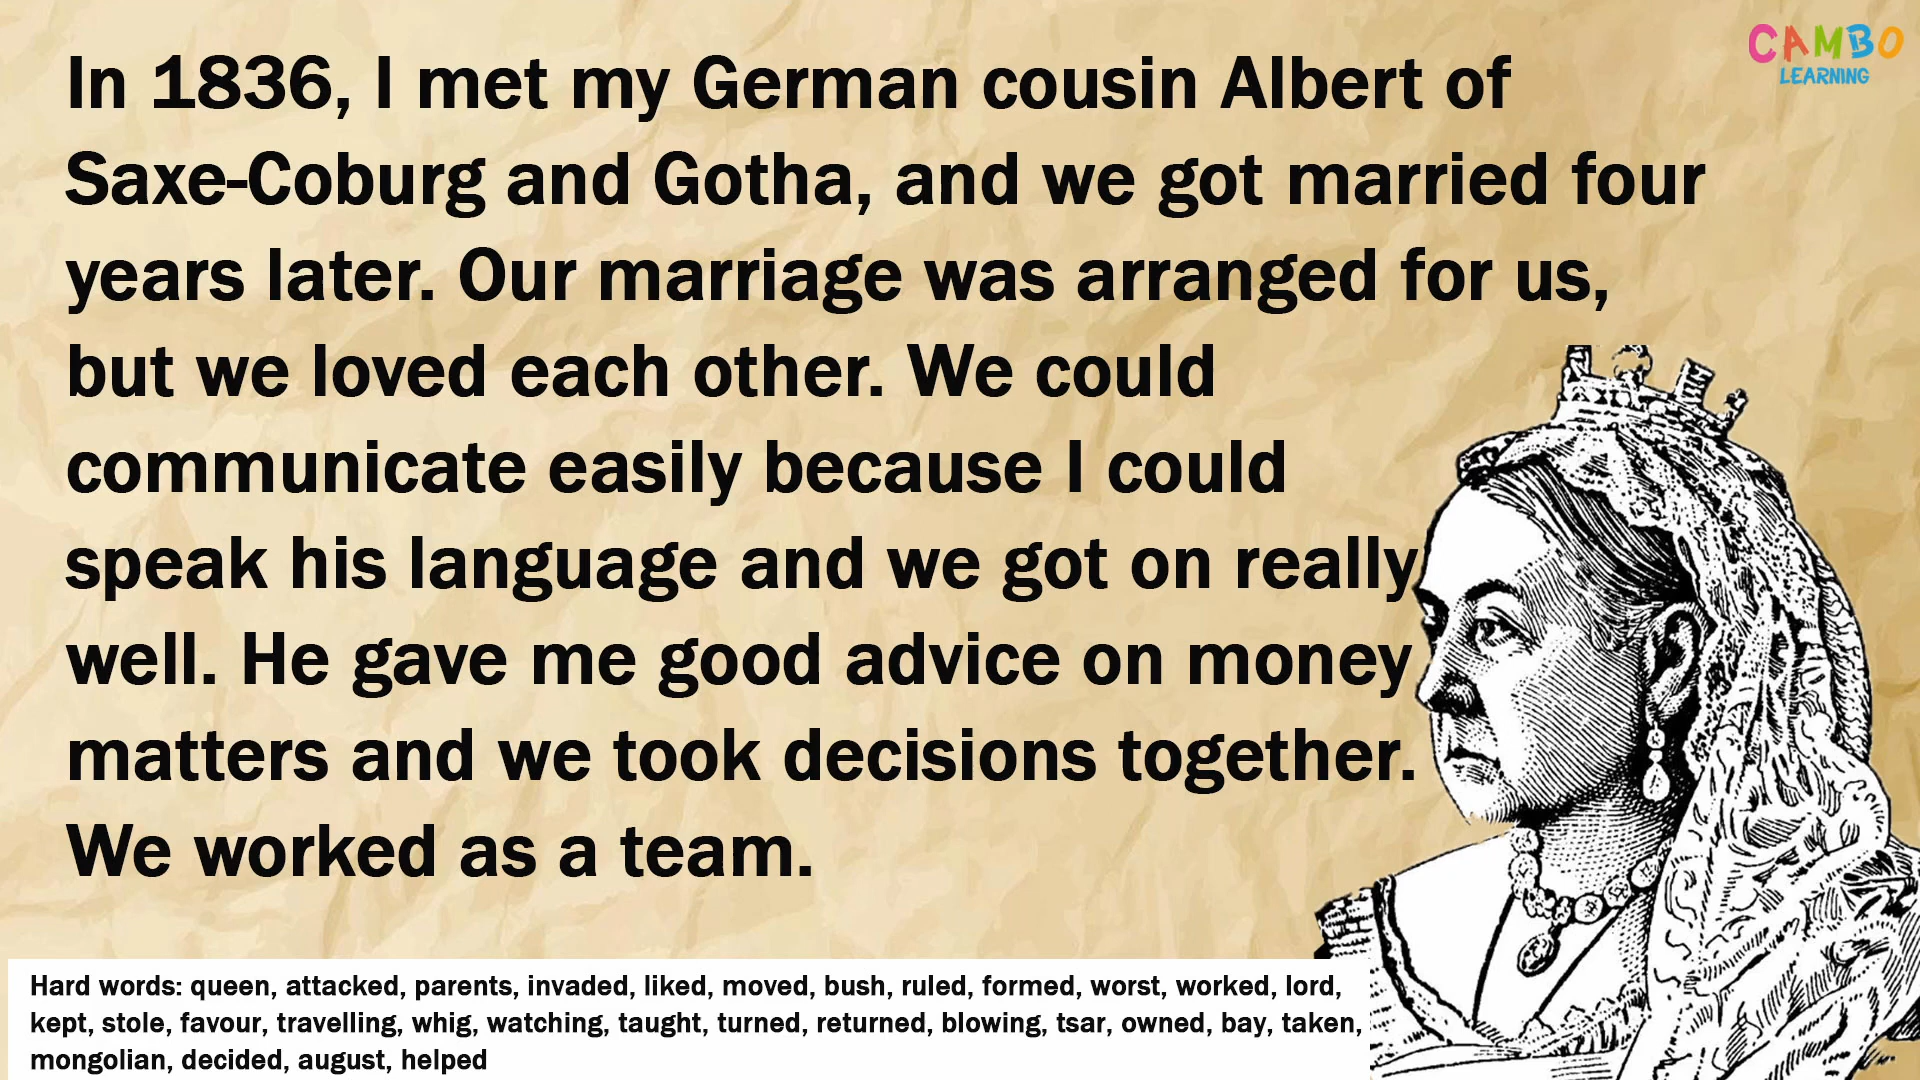 CAMBO
LEARNING
In 1836, I met my German cousin Albert of
Saxe-Coburg and Gotha, and we got married four
years later. Our marriage was arranged for us,
but we loved each other. We could
communicate easily because I could
speak his language and we got on really
well. He gave me good advice on money
matters and we took decisions together.
We worked as a team.
Hard words: queen, attacked, parents, invaded, liked, moved, bush, ruled, formed, worst, worked, lord,
kept, stole, favour, travelling, whig, watching, taught, turned, returned, blowing, tsar, owned, bay, taken,
mongolian, decided, august, helped